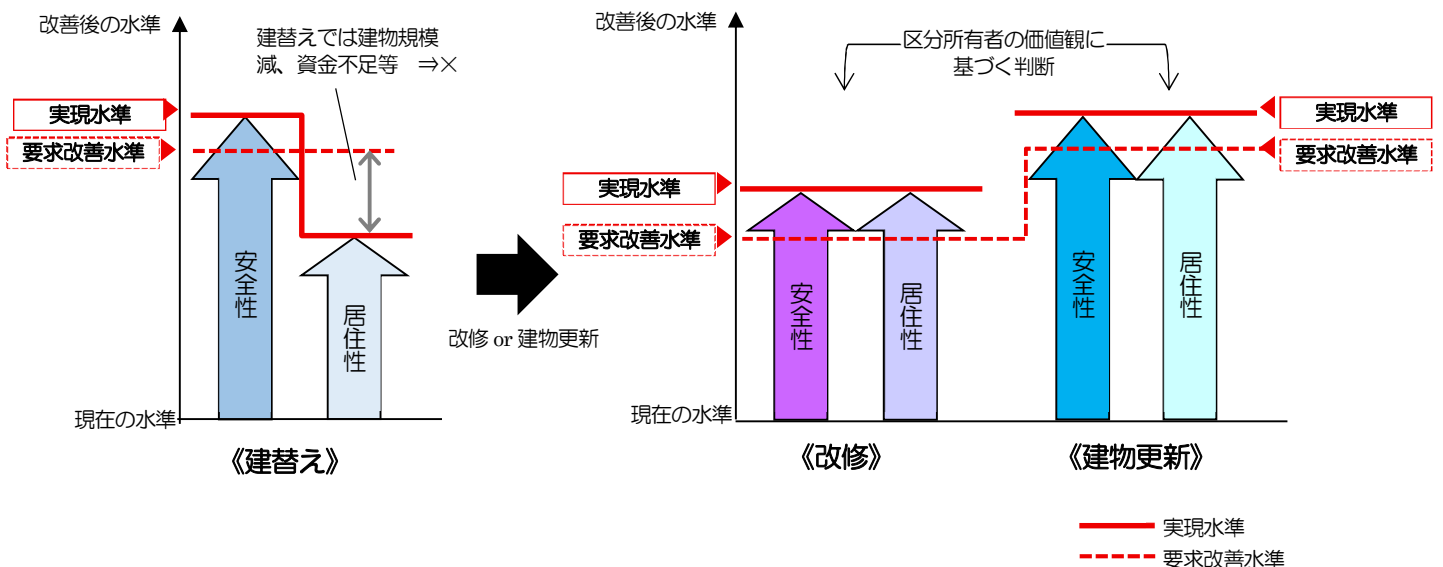 改善後の水準
建替えでは建物規模
減、資金不足等　⇒×
実現水準
要求改善水準
安全性
居住性
現在の水準
《建替え》
改修 or 建物更新
改善後の水準
区分所有者の価値観に
基づく判断
実現水準
要求改善水準
実現水準
要求改善水準
安全性
居住性
安全性
居住性
現在の水準
《改修》
《建物更新》
実現水準
要求改善水準